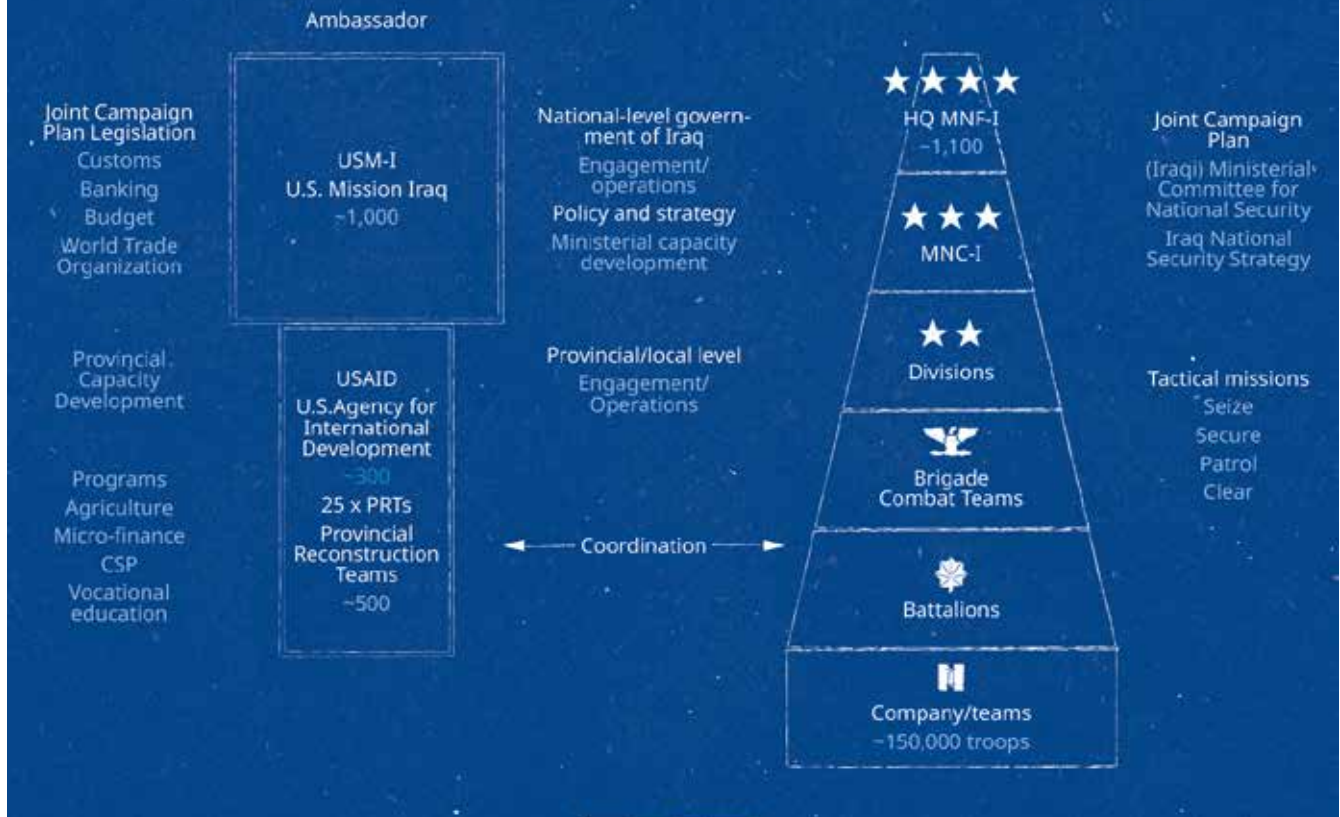 Ambassador
Joint Campaign
Plan Legislation
Customs
Banking
Budget
World Trade
Organization
USM-I
U.S. Mission Iraq
~1,000
National-level govern-
ment of Iraq
Engagement/
operations
Policy and strategy
Ministerial capacity
development
HQ MNF-I
~1,100
MNC-I
Joint Campaign
Plan
(Iraqi) Ministerial
Committee for
National Security
Iraq National
Security Strategy
Provincial
Capacity
Development
Programs
Agriculture
Micro-finance
CSP
Vocational
education
USAID
U.S.Agency for
International
Development
~300
25 x PRTs
Provincial
Reconstruction
Teams
~500
Provincial/local level
Engagement/
Operations
Coordination
Divisions
Brigade
Combat Teams
Battalions
Company/teams
~150,000 troops
Tactical missions
Seize
Secure
Patrol
Clear